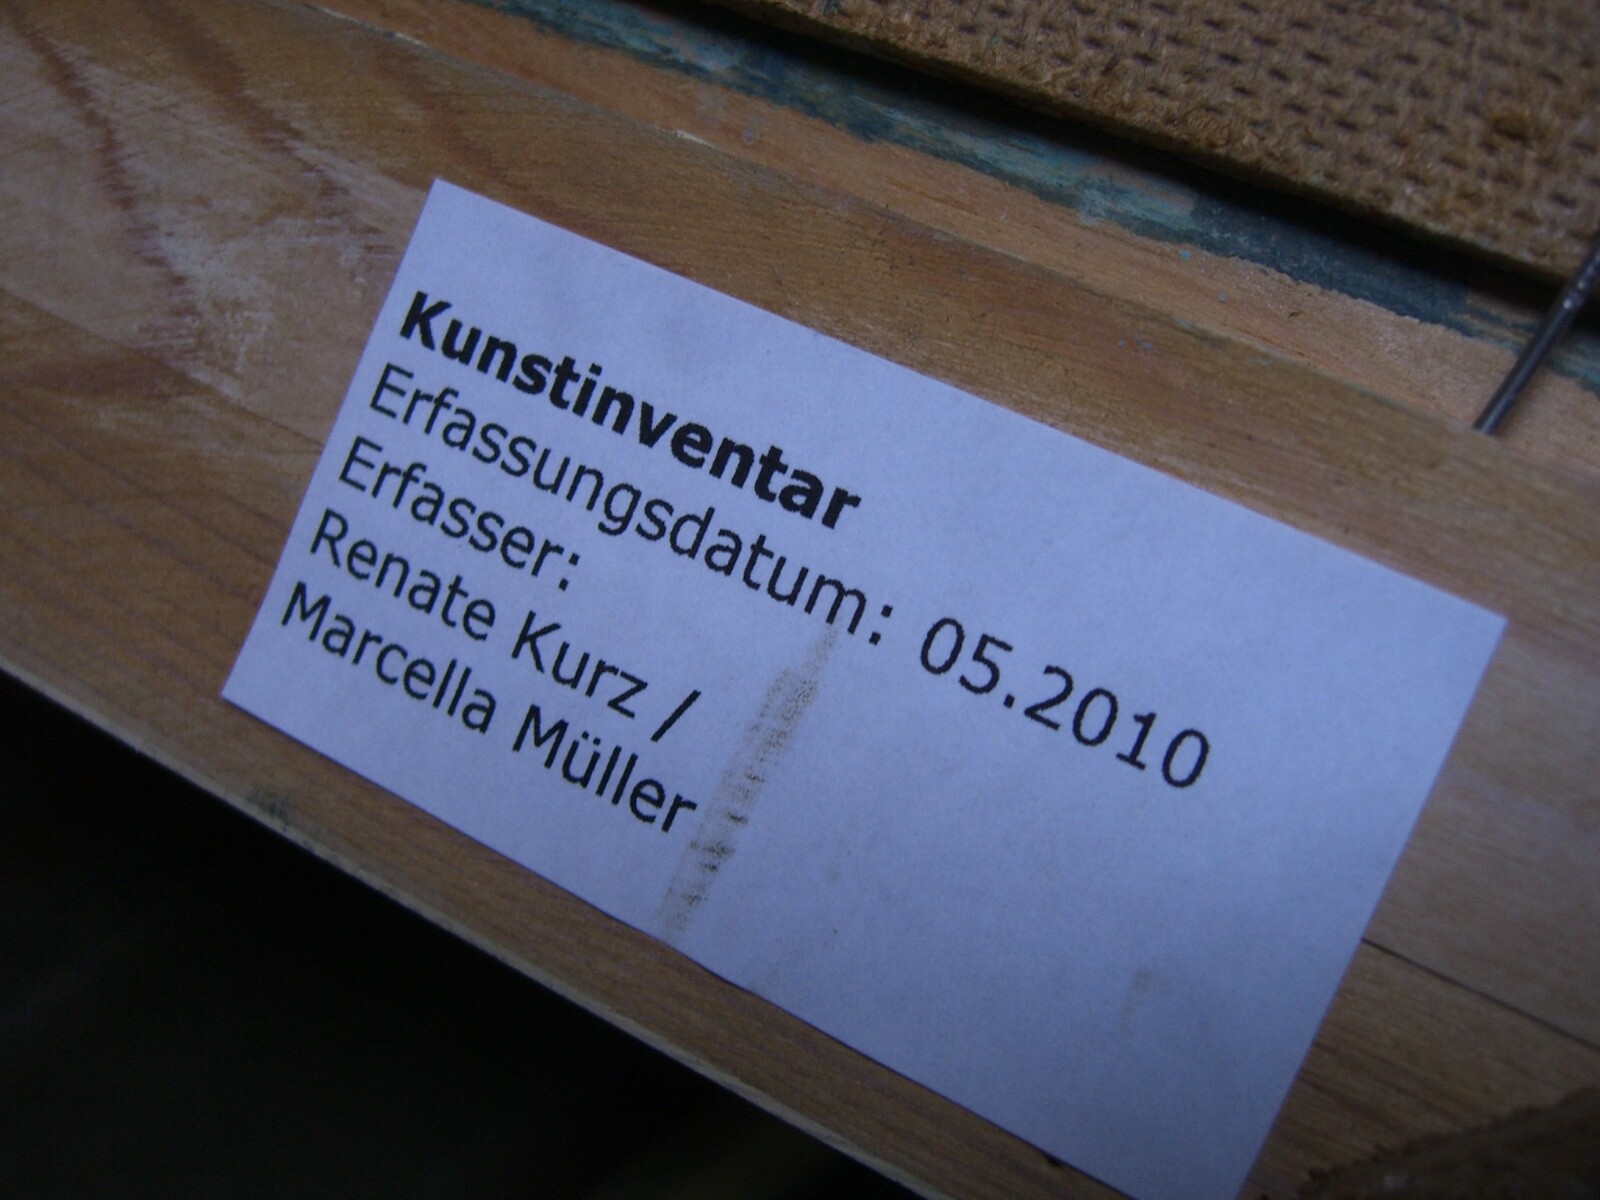 Kunstinventar
Erfassungsdatum: 05.2010
Erfasser:
Renate Kurz /
Marcella Müller